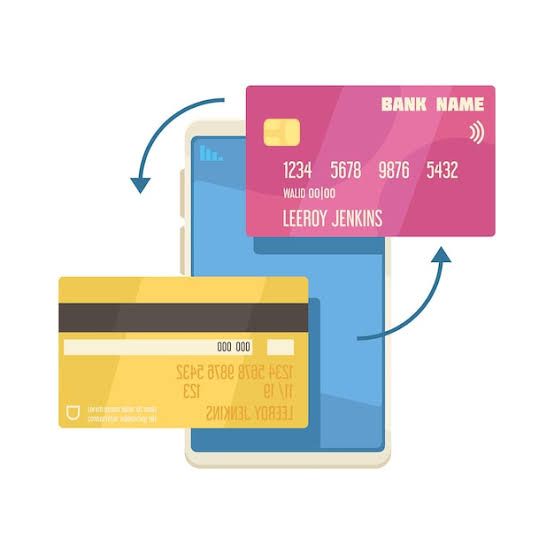 BANK NAME
1234 5678 9876 5432
WALID 00|00
LEEROY JENKINS
000 000
1234 5678 9876 5432
11/19 123
LEEROY JENKINS